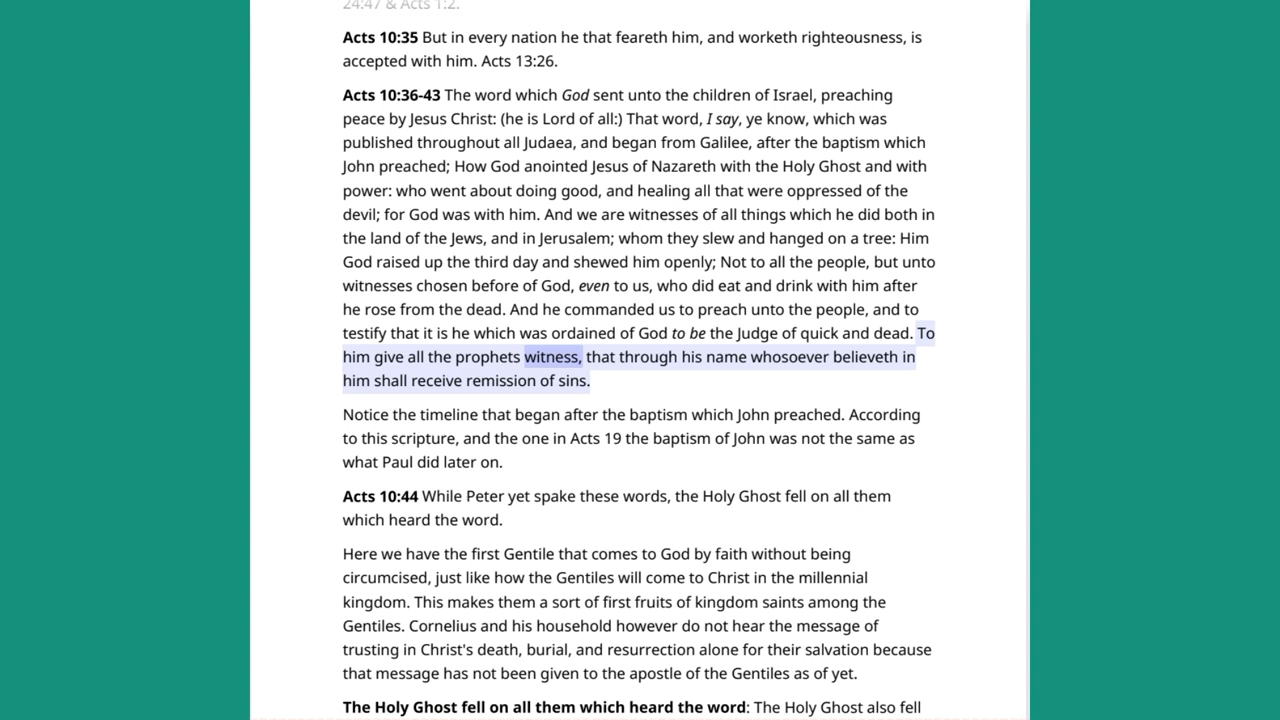 24:47 & Acts 1:2.
Acts 10:35 But in every nation he that feareth him, and worketh righteousness, is
accepted with him. Acts 13:26.
Acts 10:36-43 The word which God sent unto the children of Israel, preaching
peace by Jesus Christ: (he is Lord of all:) That word, I say, ye know, which was
published throughout all Judaea, and began from Galilee, after the baptism which
John preached; How God anointed Jesus of Nazareth with the Holy Ghost and with
power: who went about doing good, and healing all that were oppressed of the
devil; for God was with him. And we are witnesses of all things which he did both in
the land of the Jews, and in Jerusalem; whom they slew and hanged on a tree: Him
God raised up the third day and shewed him openly; Not to all the people, but unto
witnesses chosen before of God, even to us, who did eat and drink with him after
he rose from the dead. And he commanded us to preach unto the people, and to
testify that it is he which was ordained of God to be the Judge of quick and dead. To
him give all the prophets witness, that through his name whosoever believeth in
him shall receive remission of sins.
Notice the timeline that began after the baptism which John preached. According
to this scripture, and the one in Acts 19 the baptism of John was not the same as
what Paul did later on.
Acts 10:44 While Peter yet spake these words, the Holy Ghost fell on all them
which heard the word.
Here we have the first Gentile that comes to God by faith without being
circumcised, just like how the Gentiles will come to Christ in the millennial
kingdom. This makes them a sort of first fruits of kingdom saints among the
Gentiles. Cornelius and his household however do not hear the message of
trusting in Christ's death, burial, and resurrection alone for their salvation because
that message has not been given to the apostle of the Gentiles as of yet.
The Holy Ghost fell on all them which heard the word: The Holy Ghost also fell